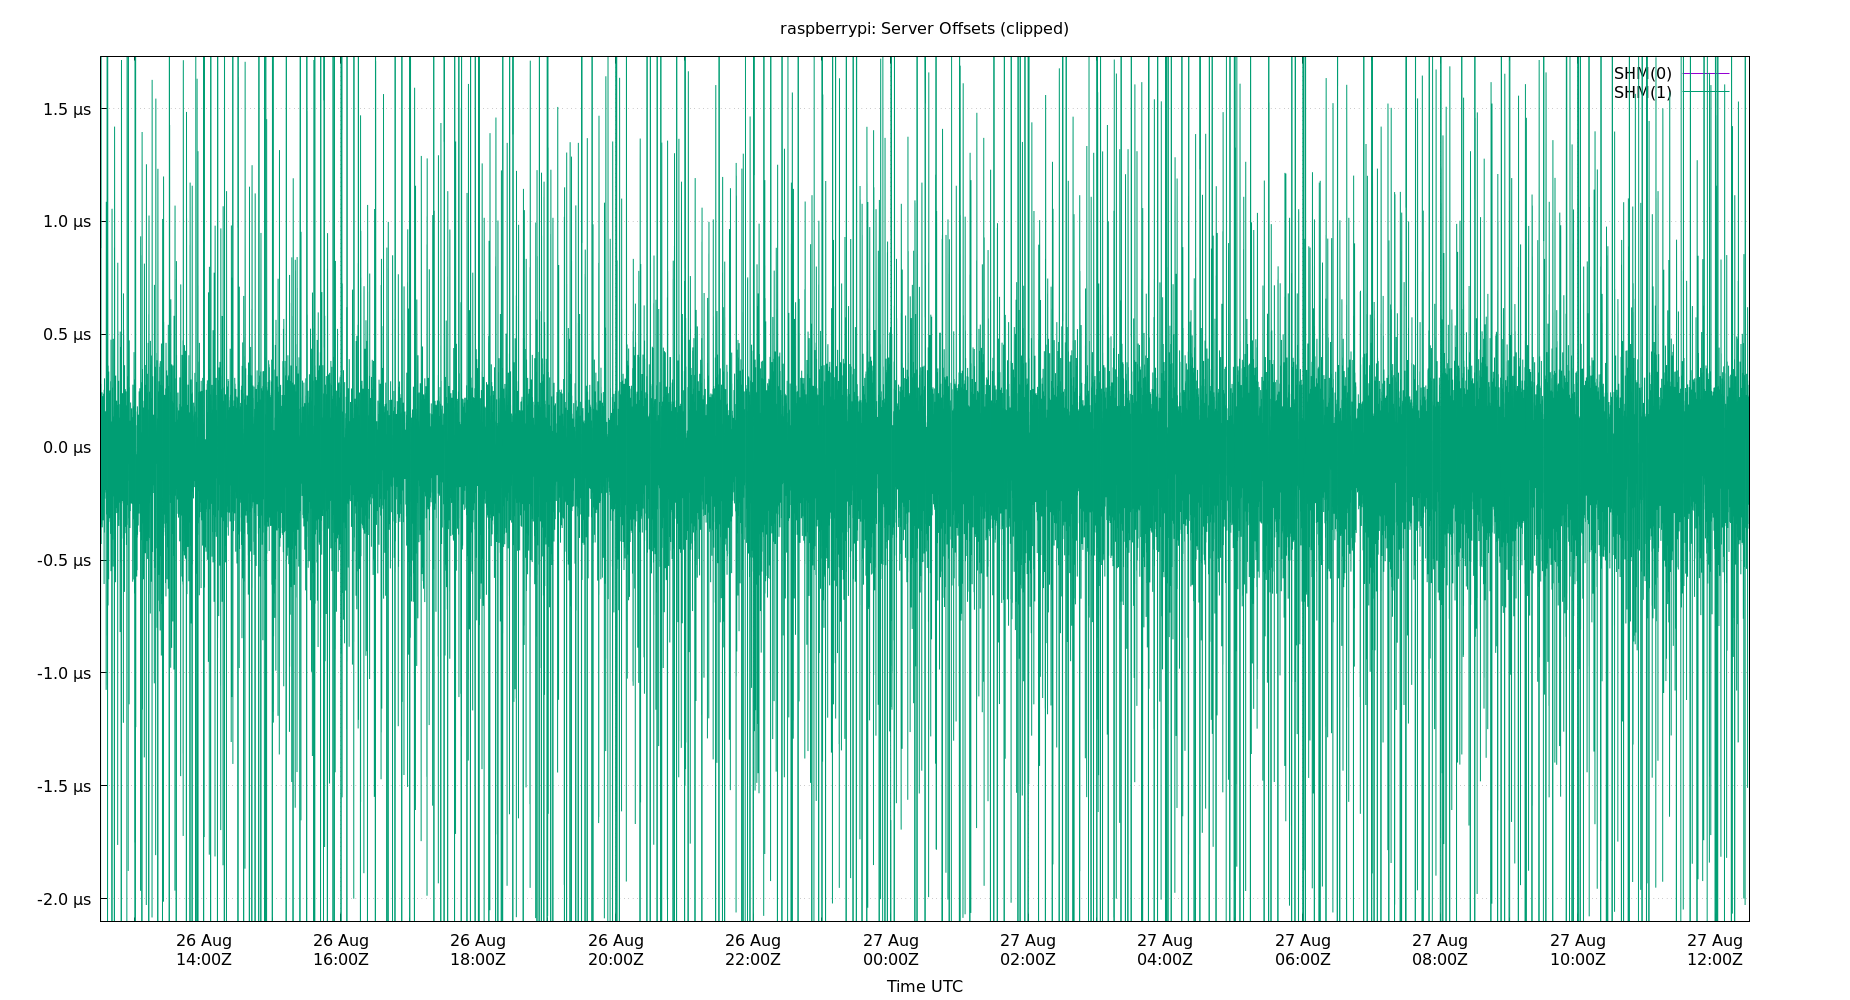 raspberrypi: Server Offsets (clipped)
SHM(0)
SHM(1)
1.5 µs
1.0 µs
0.5 µs
0.0 µs
-0.5 µs
-1.0 µs
-1.5 µs
-2.0 µs
26 Aug 26 Aug 26 Aug 26 Aug 26 Aug 27 Aug 27 Aug 27 Aug 27 Aug 27 Aug 27 Aug 27 Aug
14:00Z 16:00Z 18:00Z 20:00Z 22:00Z 00:00Z 02:00Z 04:00Z 06:00Z 08:00Z 10:00Z 12:00Z
Time UTC